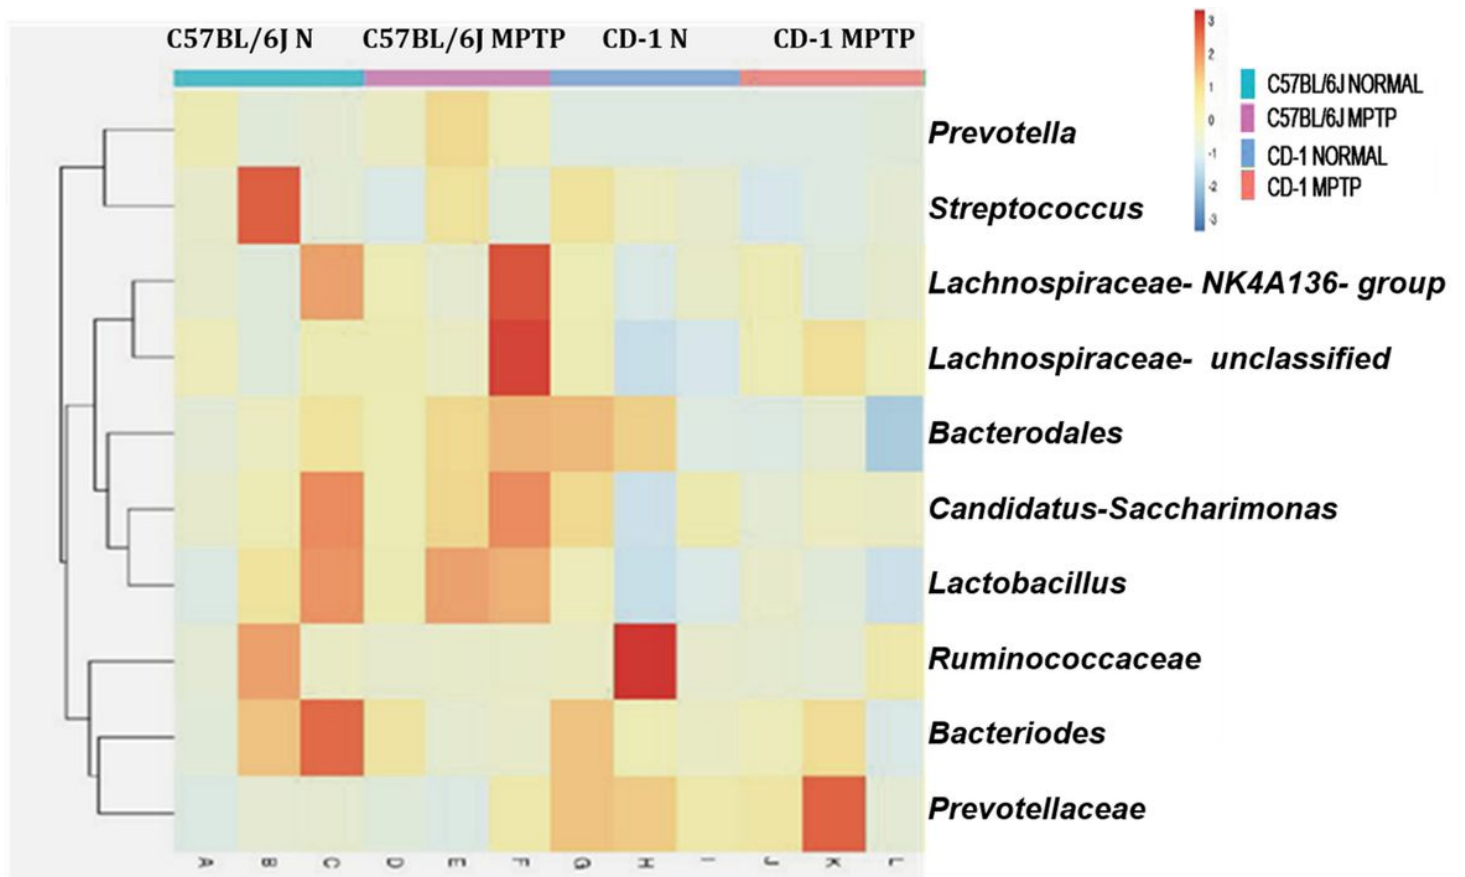 C57BL/6J N C57BL/6J MPTP CD-1 N CD-1 MPTP
3
2
1
0
-1
-2
-3
C57BL/6J NORMAL
C57BL/6J MPTP
CD-1 NORMAL
CD-1 MPTP
Prevotella
Streptococcus
Lachnospiraceae- NK4A136- group
Lachnospiraceae- unclassified
Bacterodales
Candidatus-Saccharimonas
Lactobacillus
Ruminococcaceae
Bacteriodes
Prevotellaceae
A B C D E F G H I J K L